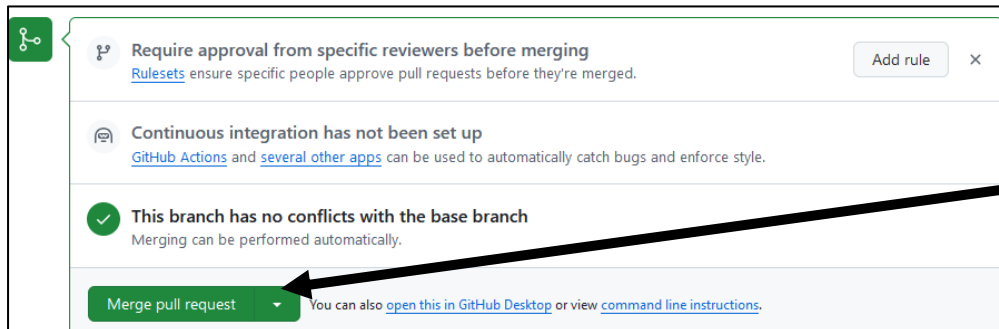 Require approval from specific reviewers before merging
Rulesets ensure specific people approve pull requests before they're merged.
Add rule
Continuous integration has not been set up
GitHub Actions and several other apps can be used to automatically catch bugs and enforce style.
This branch has no conflicts with the base branch
Merging can be performed automatically.
Merge pull request
You can also open this in GitHub Desktop or view command line instructions.